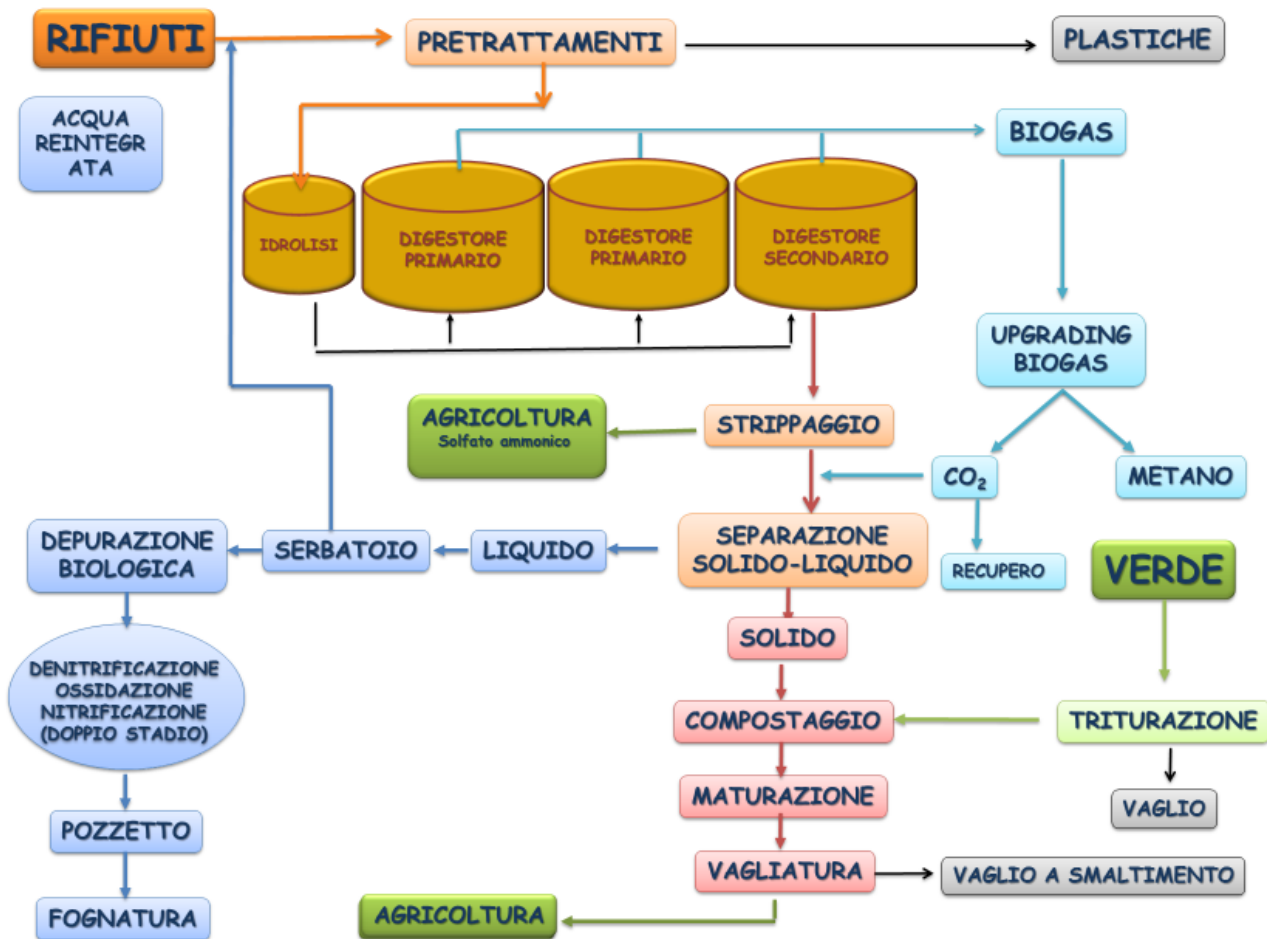 RIFIUTI
PRETRATTAMENTI
PLASTICHE
ACQUA
REINTEGR
ATA
BIOGAS
IDROLISI
DIGESTORE
PRIMARIO
DIGESTORE
PRIMARIO
DIGESTORE
SECONDARIO
UPGRADING
BIOGAS
AGRICOLTURA
Solfato ammonico
STRIPPAGGIO
CO₂
METANO
DEPURAZIONE
BIOLOGICA
SERBATOIO
LIQUIDO
SEPARAZIONE
SOLIDO-LIQUIDO
RECUPERO
VERDE
SOLIDO
DENITRIFICAZIONE
OSSIDAZIONE
NITRIFICAZIONE
(DOPPIO STADIO)
COMPOSTAGGIO
TRITURAZIONE
MATURAZIONE
VAGLIO
POZZETTO
VAGLIATURA
VAGLIO A SMALTIMENTO
FOGNATURA
AGRICOLTURA